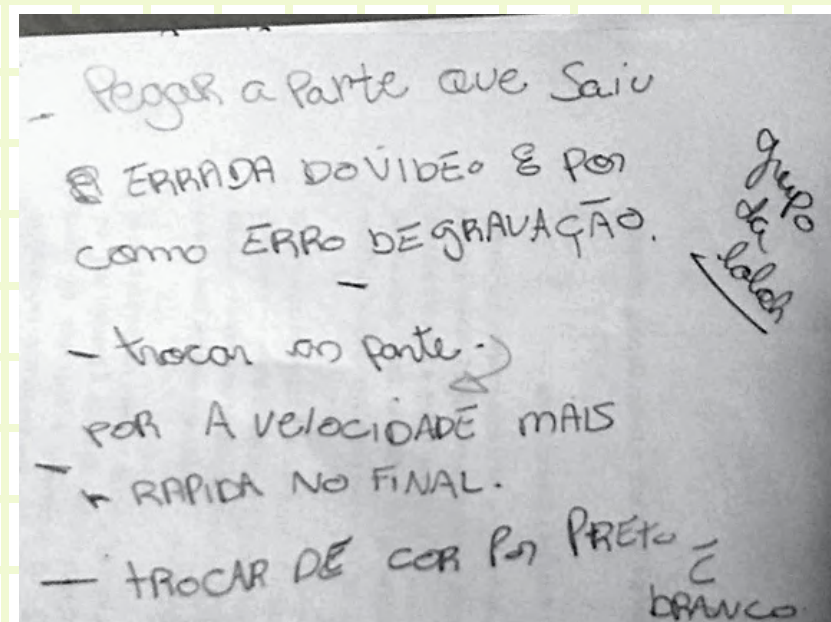 - Pegar a Parte que Saiu
ERRADA DO VIDEO E por
como ERRO DE gRAVAÇÃO.
- trocar as parte.
POR A VelociDADE mAIS
- RAPIDA NO FINAL.
- tROCAR DE COR Por PRETO E
bRANCO
grupo
da